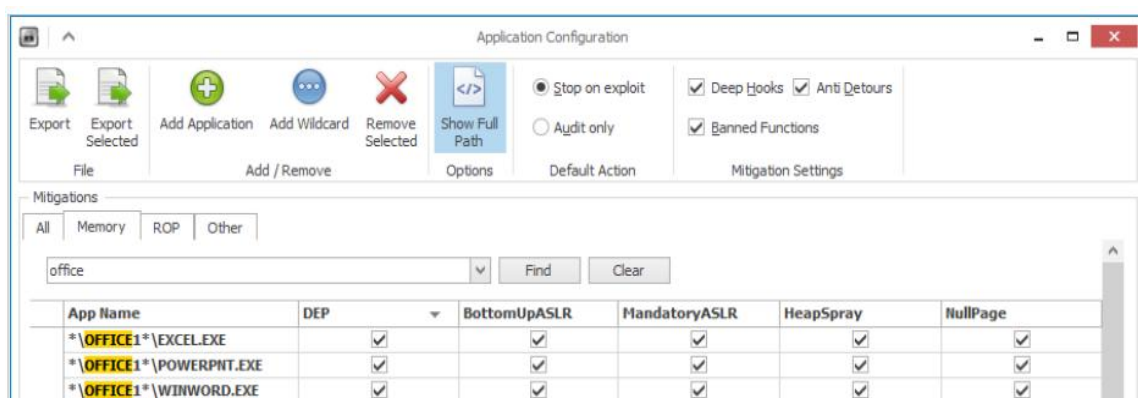 Application Configuration
Export
Export Selected
Add Application
Add Wildcard
Remove Selected
Show Full Path
Stop on exploit
Audit only
Deep Hooks
Anti Detours
Banned Functions
File
Add / Remove
Options
Default Action
Mitigation Settings
Mitigations
All Memory ROP Other
office Find Clear
App Name DEP BottomUpASLR MandatoryASLR HeapSpray NullPage
*\OFFICE1*\EXCEL.EXE
*\OFFICE1*\POWERPNT.EXE
*\OFFICE1*\WINWORD.EXE